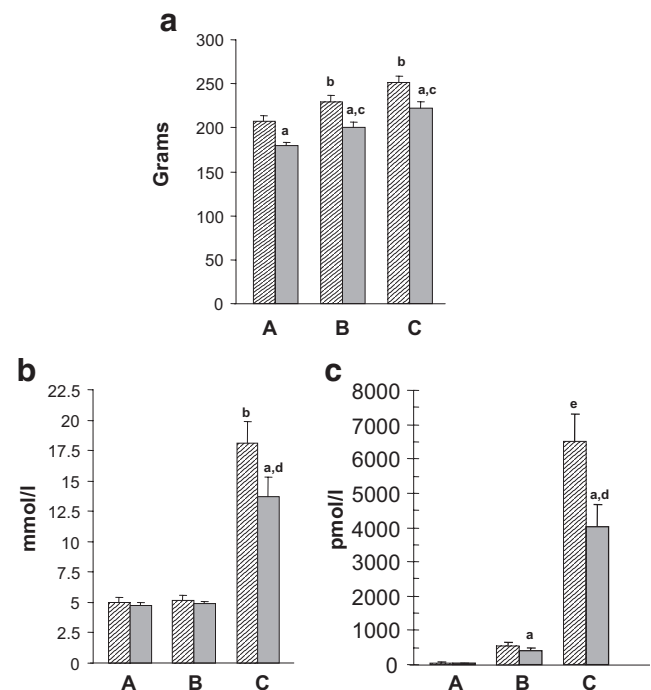 a
300
250
200
150
100
50
0
Grams
a
b
a,c
b
a,c
A B C
b
22.5
20
17.5
15
12.5
10
7.5
5
2.5
0
mmol/l
b
a,d
A B C
c
8000
7000
6000
5000
4000
3000
2000
1000
0
pmol/l
a
e
a,d
A B C